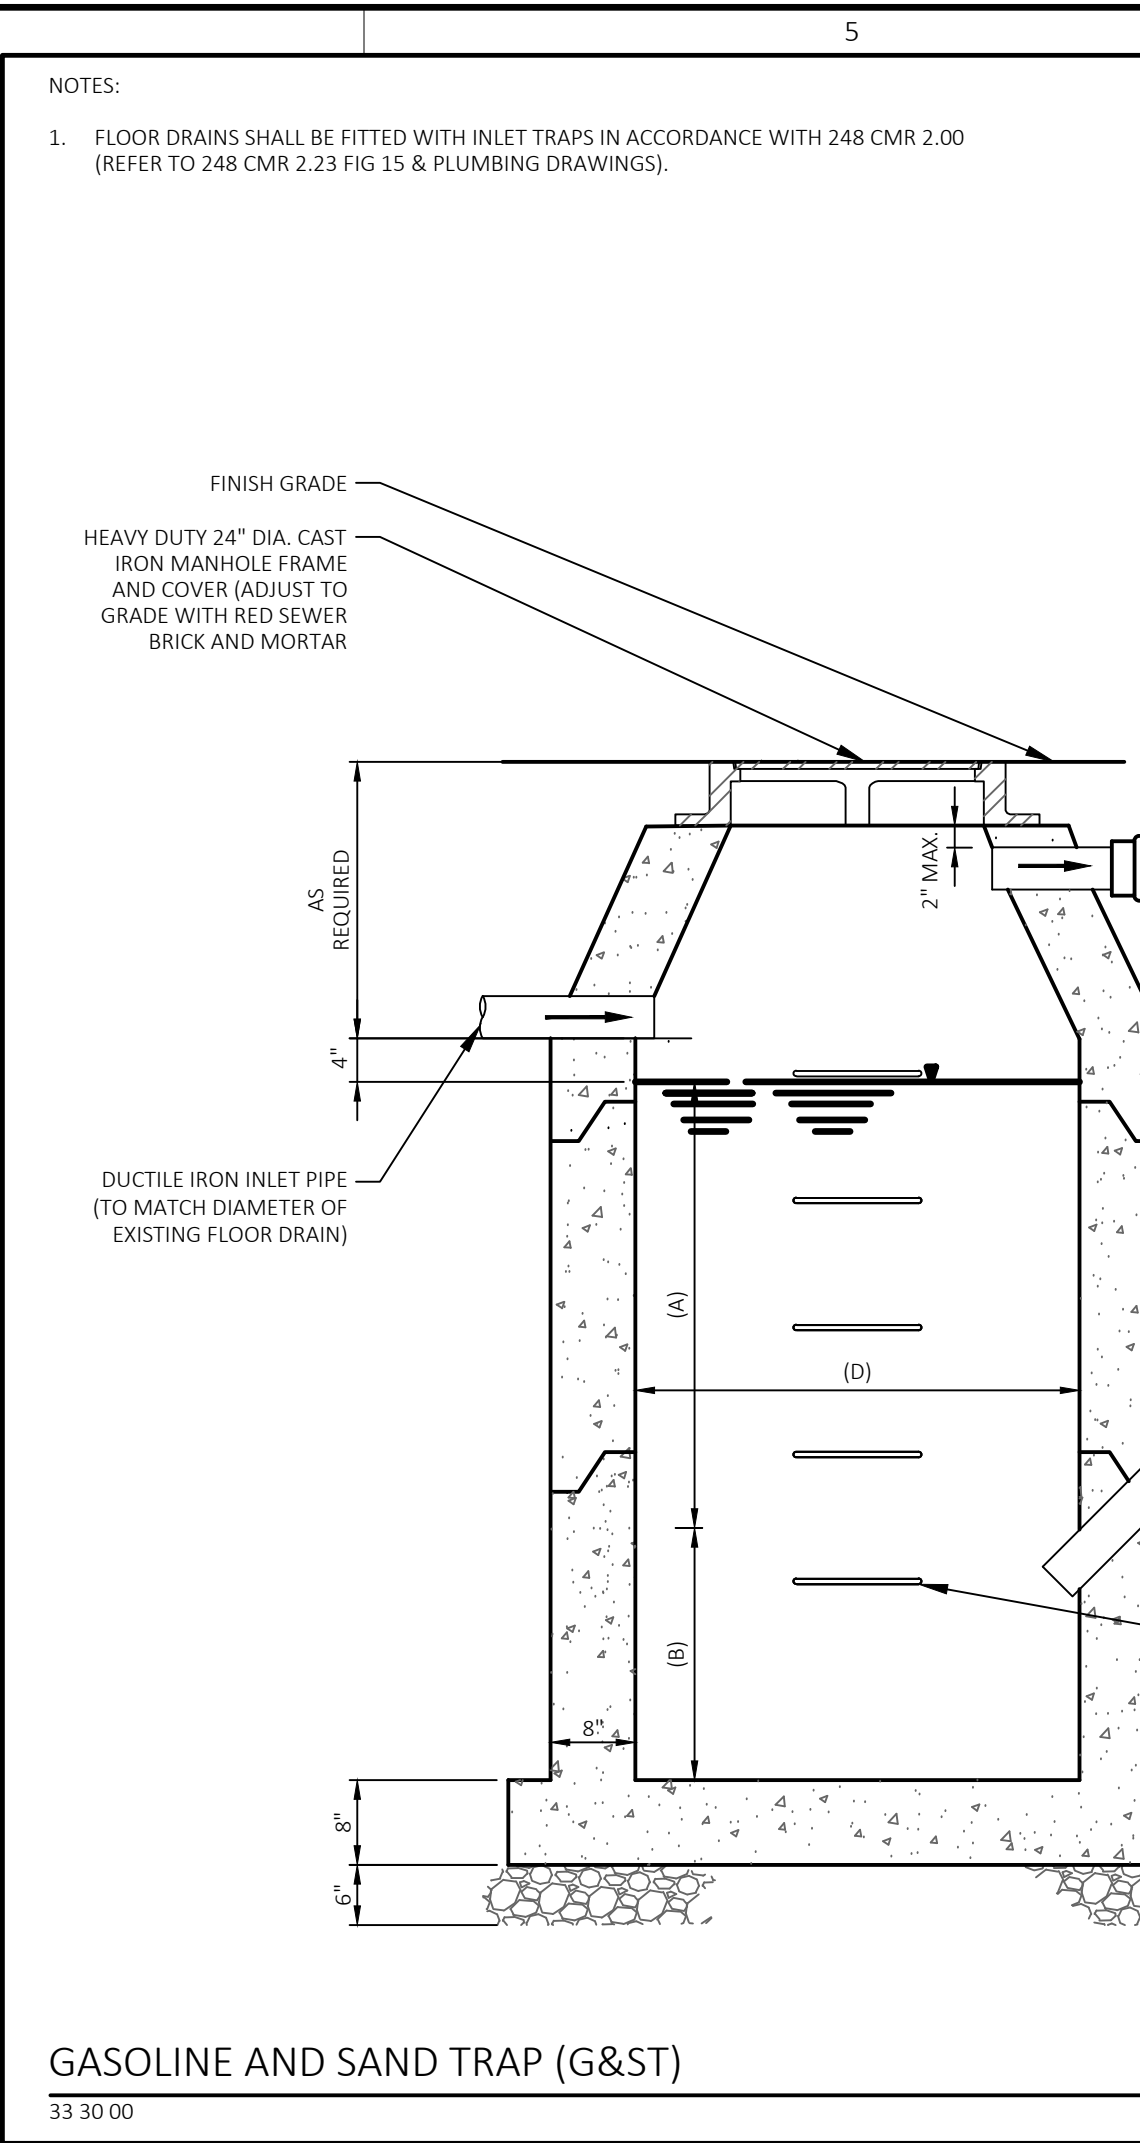 5
NOTES:
1. FLOOR DRAINS SHALL BE FITTED WITH INLET TRAPS IN ACCORDANCE WITH 248 CMR 2.00
(REFER TO 248 CMR 2.23 FIG 15 & PLUMBING DRAWINGS).
FINISH GRADE
HEAVY DUTY 24" DIA. CAST
IRON MANHOLE FRAME
AND COVER (ADJUST TO
GRADE WITH RED SEWER
BRICK AND MORTAR
2" MAX.
AS
REQUIRED
4"
DUCTILE IRON INLET PIPE
(TO MATCH DIAMETER OF
EXISTING FLOOR DRAIN)
(A)
(D)
(B)
8"
8"
6"
GASOLINE AND SAND TRAP (G&ST)
33 30 00